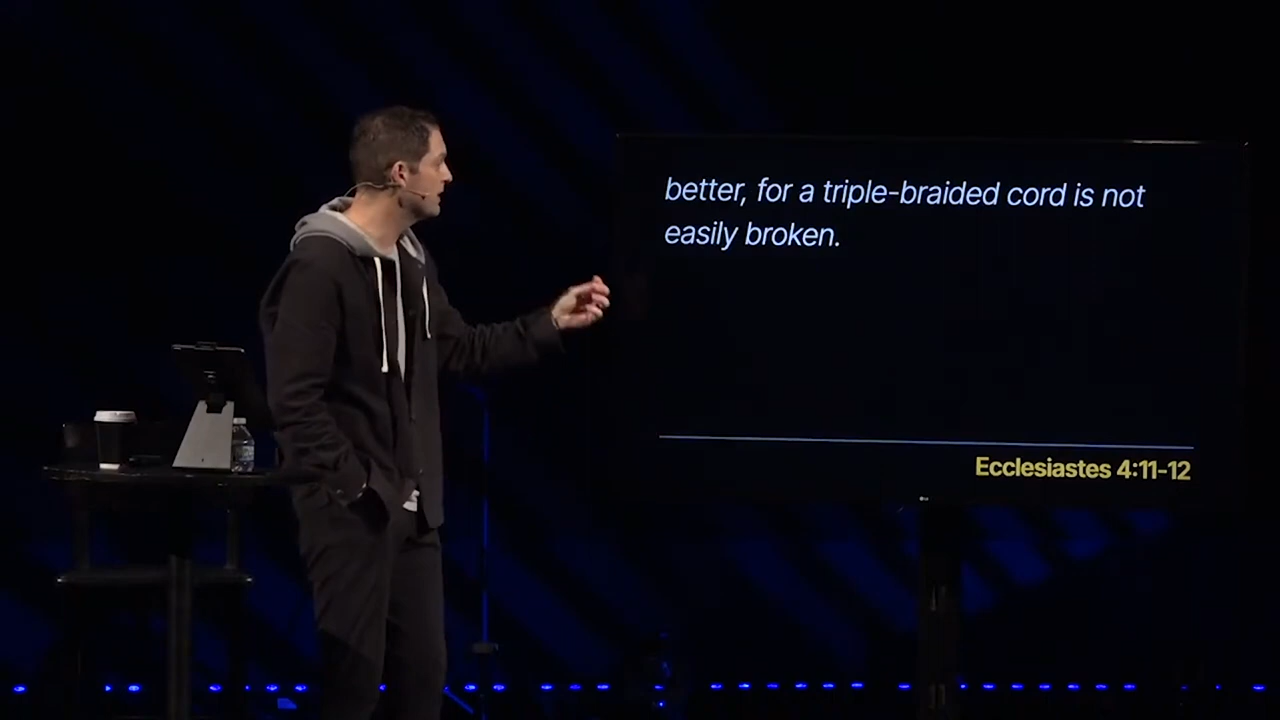 better, for a triple-braided cord is not
easily broken.
Ecclesiastes 4:11-12